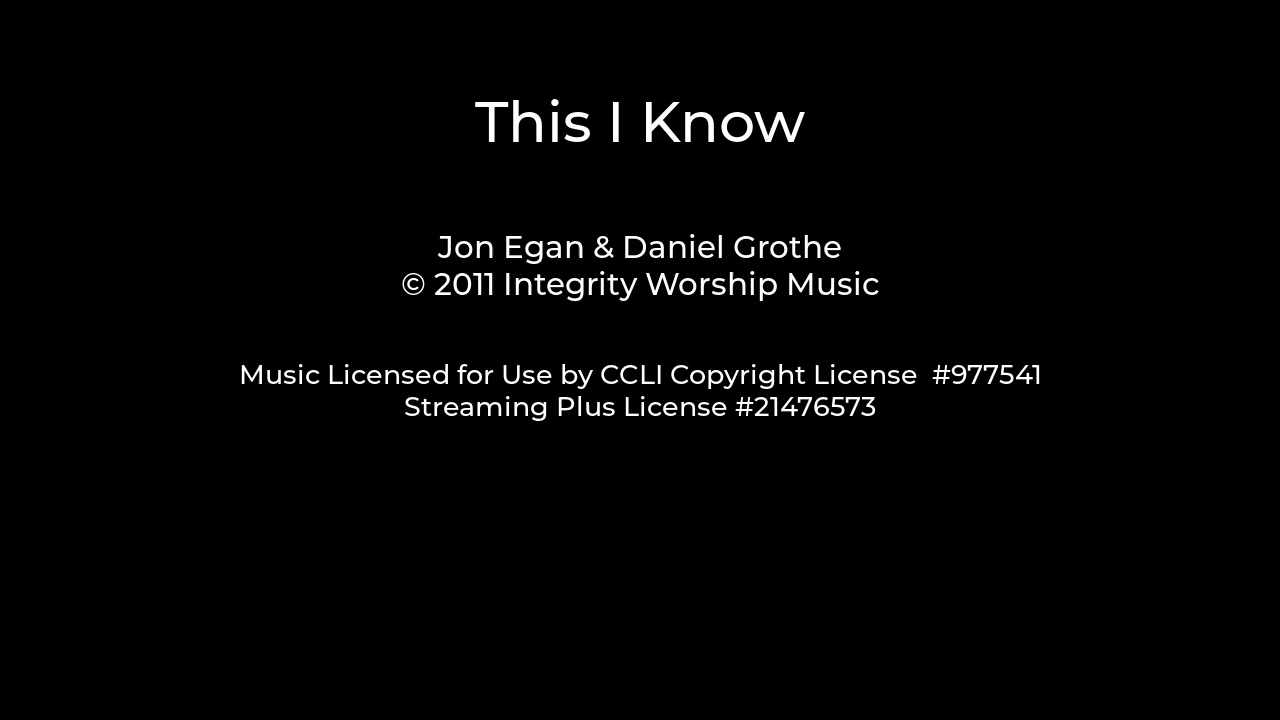 This I Know
Jon Egan & Daniel Grothe
© 2011 Integrity Worship Music
Music Licensed for Use by CCLI Copyright License  #977541
Streaming Plus License #21476573